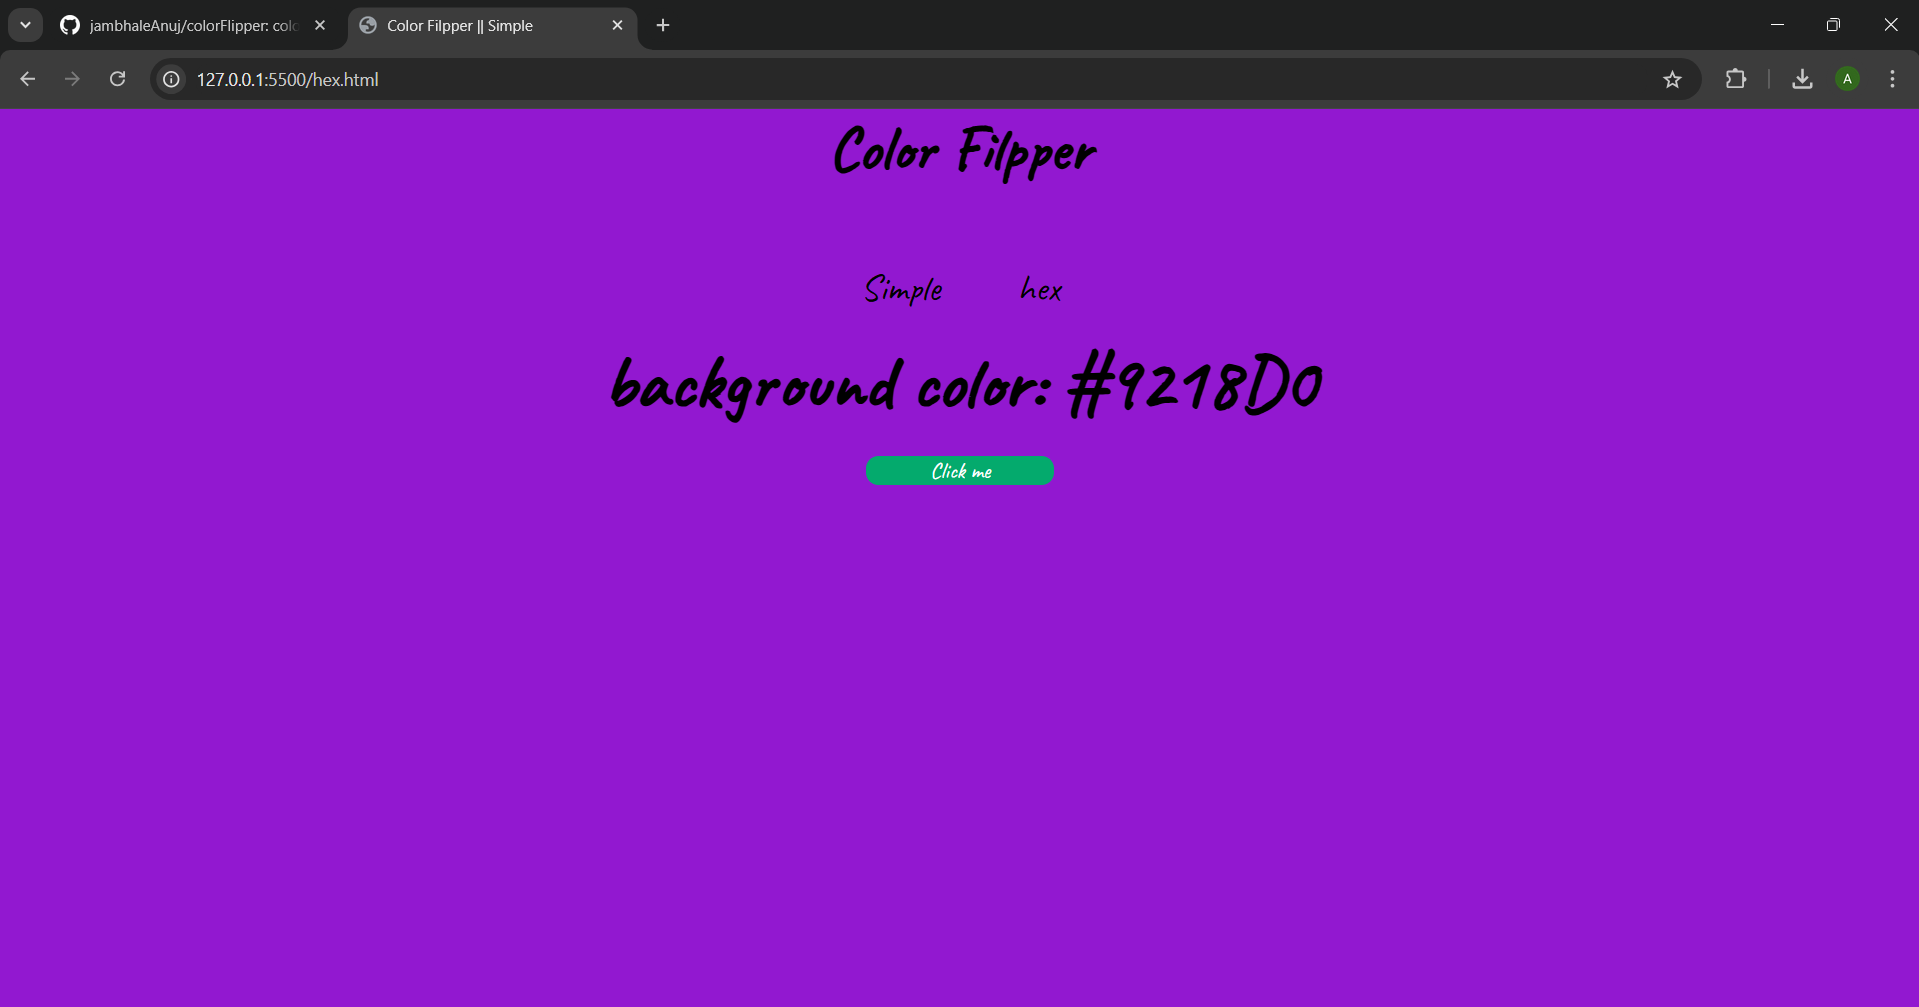 jambhaleAnuj/colorFlipper: colo
Color Filpper || Simple
127.0.0.1:5500/hex.html
A
Color Filpper
Simple hex
background color: #9218D0
Click me